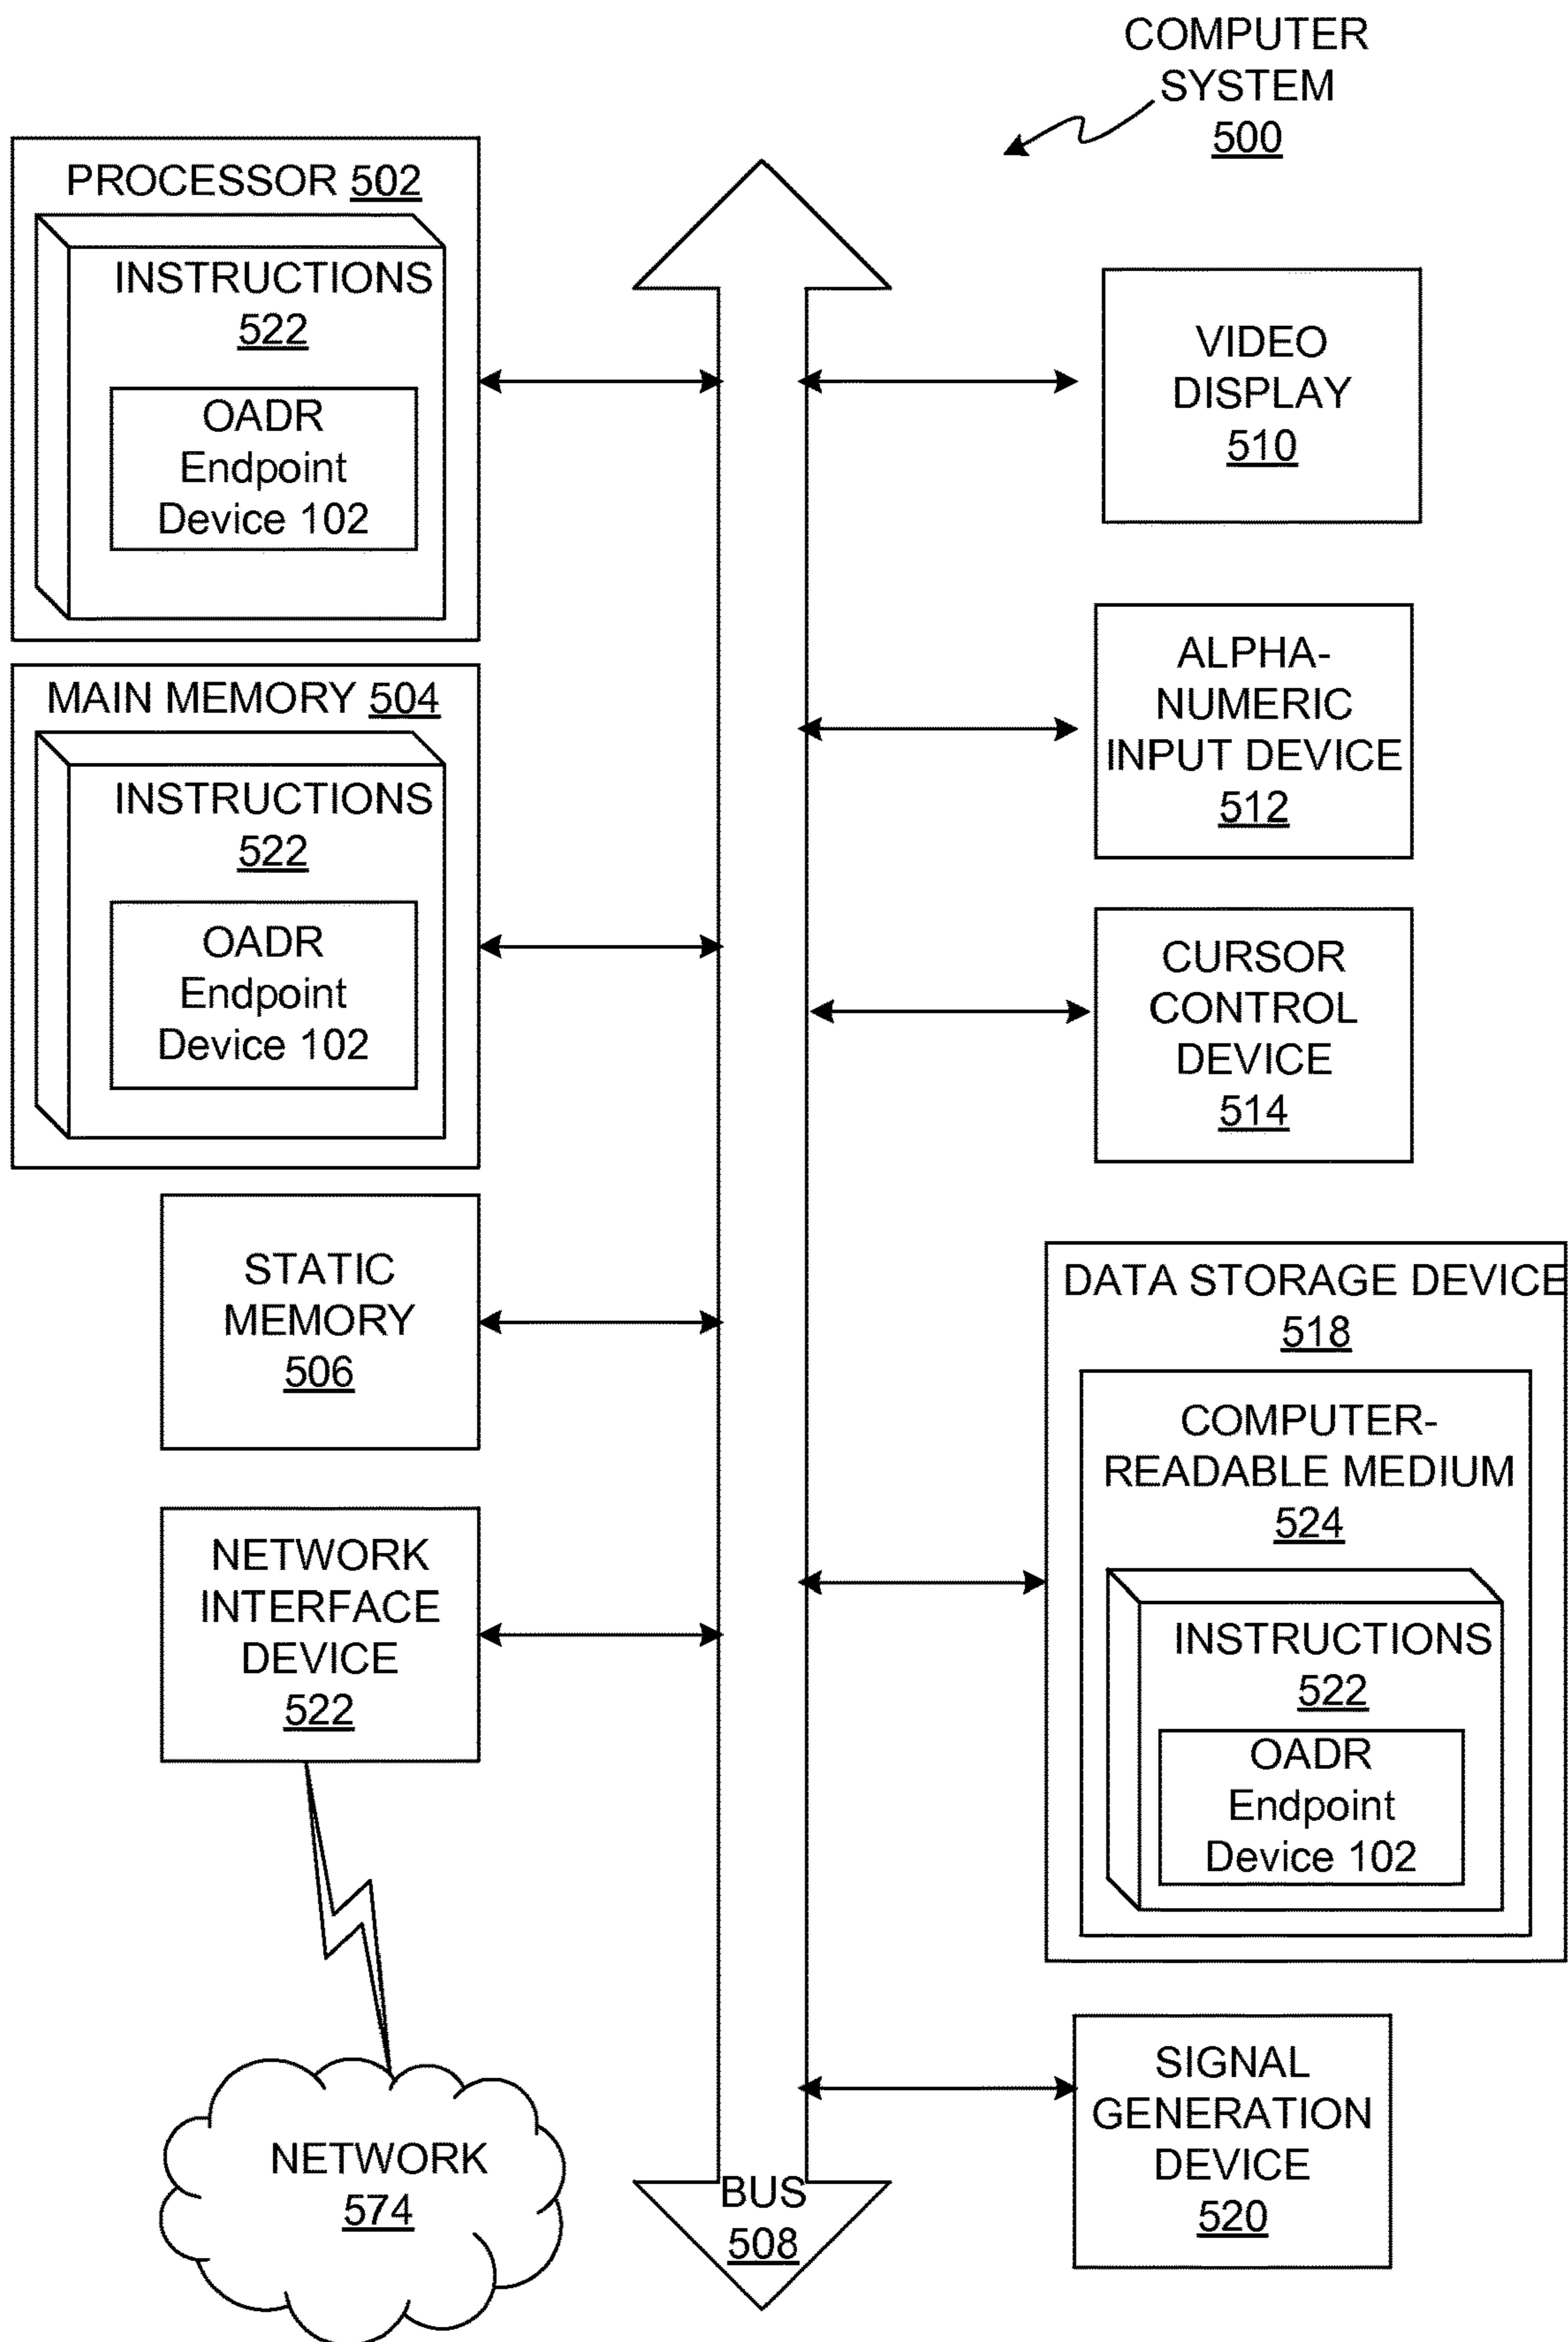 COMPUTER
SYSTEM
500
PROCESSOR 502
INSTRUCTIONS
522
OADR
Endpoint
Device 102
MAIN MEMORY 504
INSTRUCTIONS
522
OADR
Endpoint
Device 102
STATIC
MEMORY
506
NETWORK
INTERFACE
DEVICE
522
NETWORK
574
BUS
508
VIDEO
DISPLAY
510
ALPHA-
NUMERIC
INPUT DEVICE
512
CURSOR
CONTROL
DEVICE
514
DATA STORAGE DEVICE
518
COMPUTER-
READABLE MEDIUM
524
INSTRUCTIONS
522
OADR
Endpoint
Device 102
SIGNAL
GENERATION
DEVICE
520